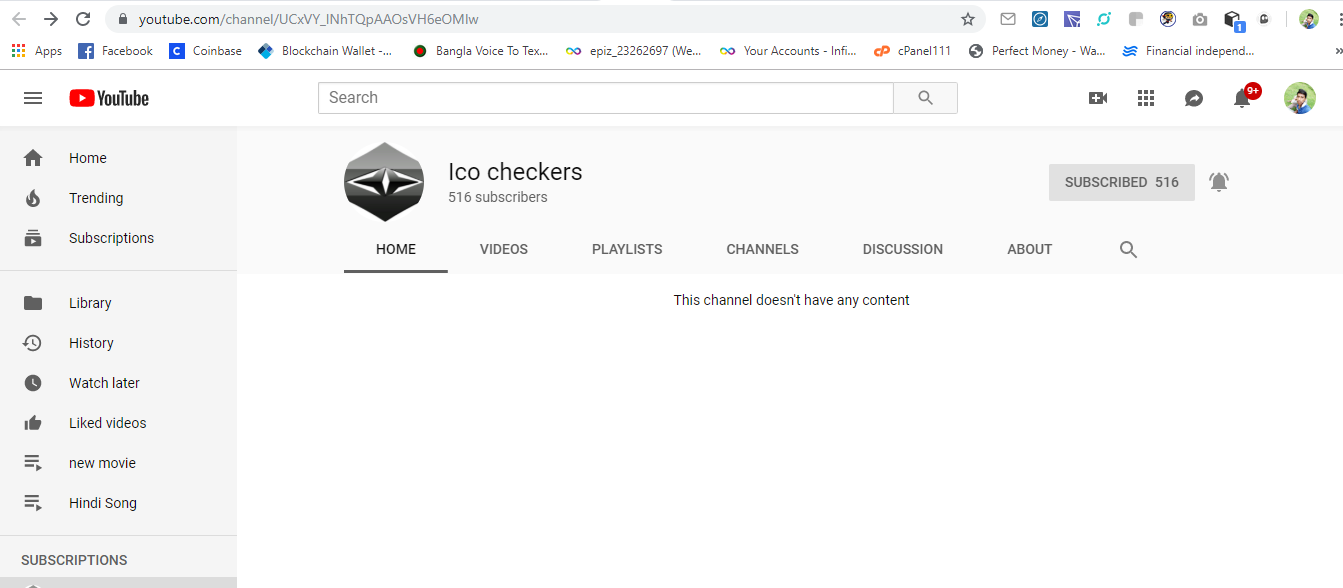 youtube.com/channel/UCxVY_lNhTQpAAOsVH6eOMIw
1
Apps Facebook Coinbase Blockchain Wallet -... Bangla Voice To Tex... epiz_23262697 (We... Your Accounts - Infi... cPanel111 Perfect Money - Wa... Financial independ... »
YouTube Search 9+
Home
Trending
Subscriptions
Library
History
Watch later
Liked videos
new movie
Hindi Song
SUBSCRIPTIONS
Ico checkers
516 subscribers
SUBSCRIBED 516
HOME VIDEOS PLAYLISTS CHANNELS DISCUSSION ABOUT
This channel doesn't have any content